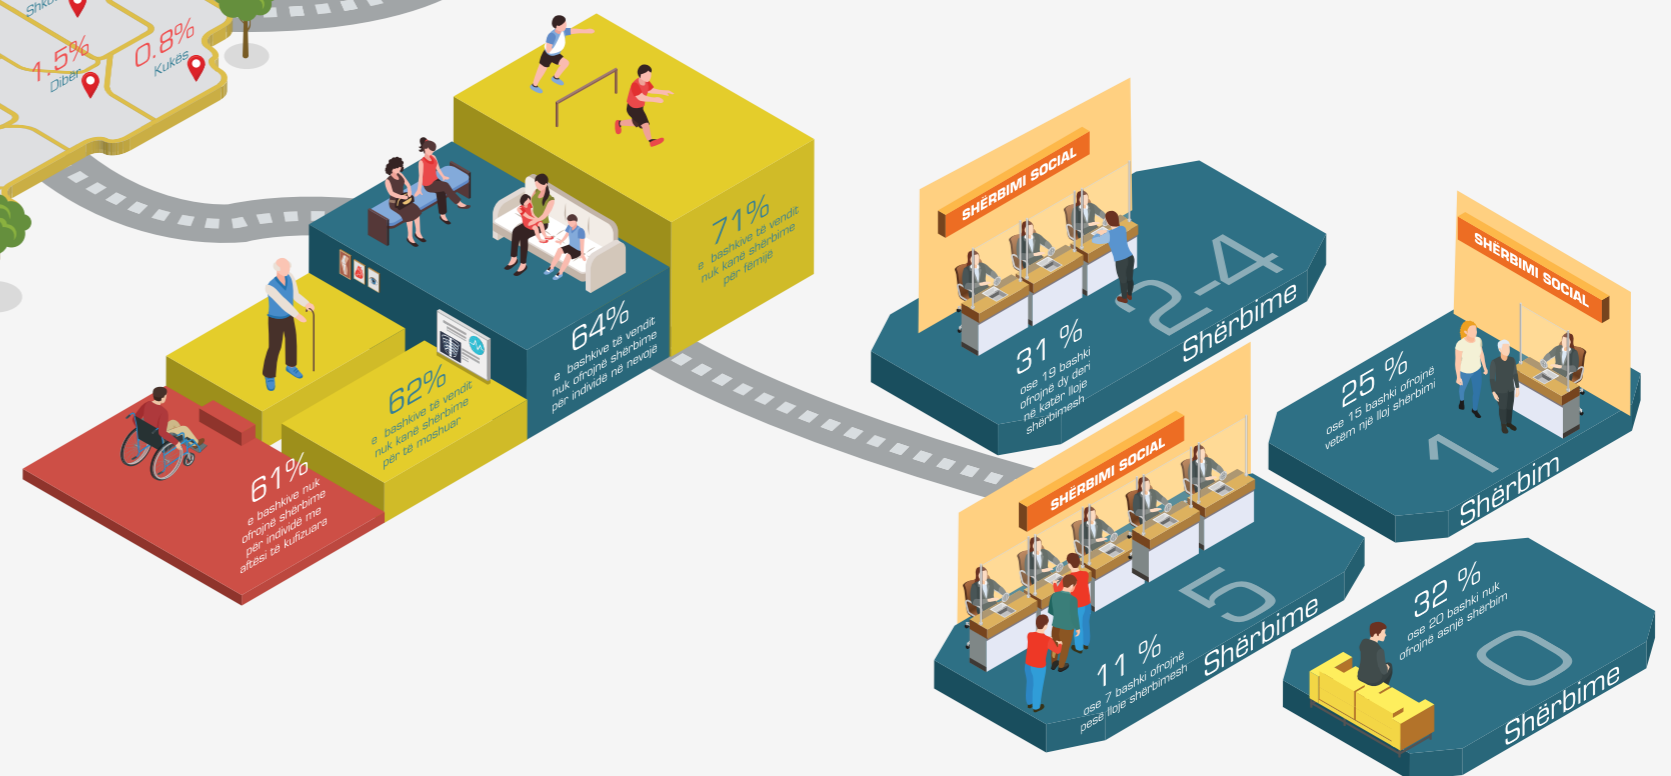 1.5%
Dibër
0.8%
Kukës
71%
e bashkive të vendit
nuk kanë shërbime
për fëmijë
64%
e bashkive të vendit
nuk ofrojnë shërbime
për individë në nevojë
62%
e bashkive të vendit
nuk kanë shërbime
për të moshuar
61%
e bashkive nuk
ofrojnë shërbime
për individë me
aftësi të kufizuara
SHËRBIMI SOCIAL
31 %
ose 19 bashki
ofrojnë dy deri
në katër lloje
shërbimesh
2-4
Shërbime
SHËRBIMI SOCIAL
25 %
ose 15 bashki ofrojnë
vetëm një lloj shërbimi
1
Shërbim
SHËRBIMI SOCIAL
11 %
ose 7 bashki ofrojnë
pesë lloje shërbimesh
5
Shërbime
32 %
ose 20 bashki nuk
ofrojnë asnjë shërbim
0
Shërbime